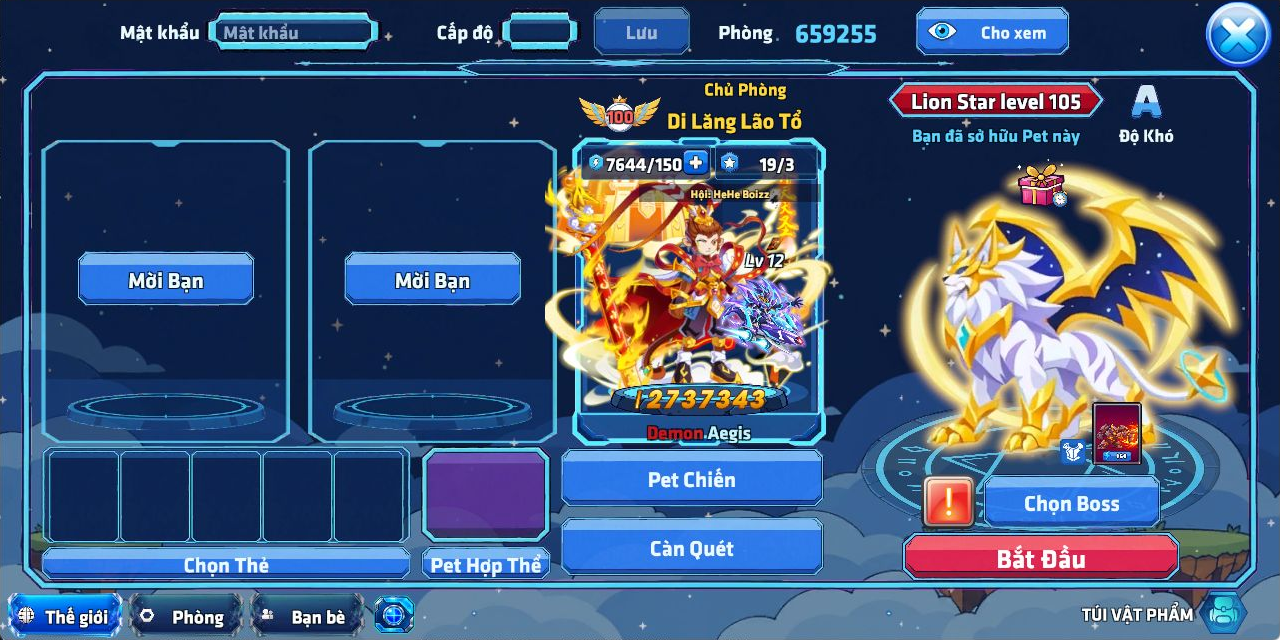 Mật khẩu
Mật khẩu
Cấp độ
Lưu
Phòng 659255
Cho xem
Chủ Phòng
100
Di Lăng Lão Tổ
Lion Star level 105
A
Bạn đã sở hữu Pet này
Độ Khó
7644/150
19/3
Hội: HeHe Boizz
Lv 12
Mời Bạn
Mời Bạn
12737343
Demon Aegis
Pet Chiến
Chọn Boss
Càn Quét
Bắt Đầu
Chọn Thẻ
Pet Hợp Thể
Thế giới
Phòng
Bạn bè
TÚI VẬT PHẨM